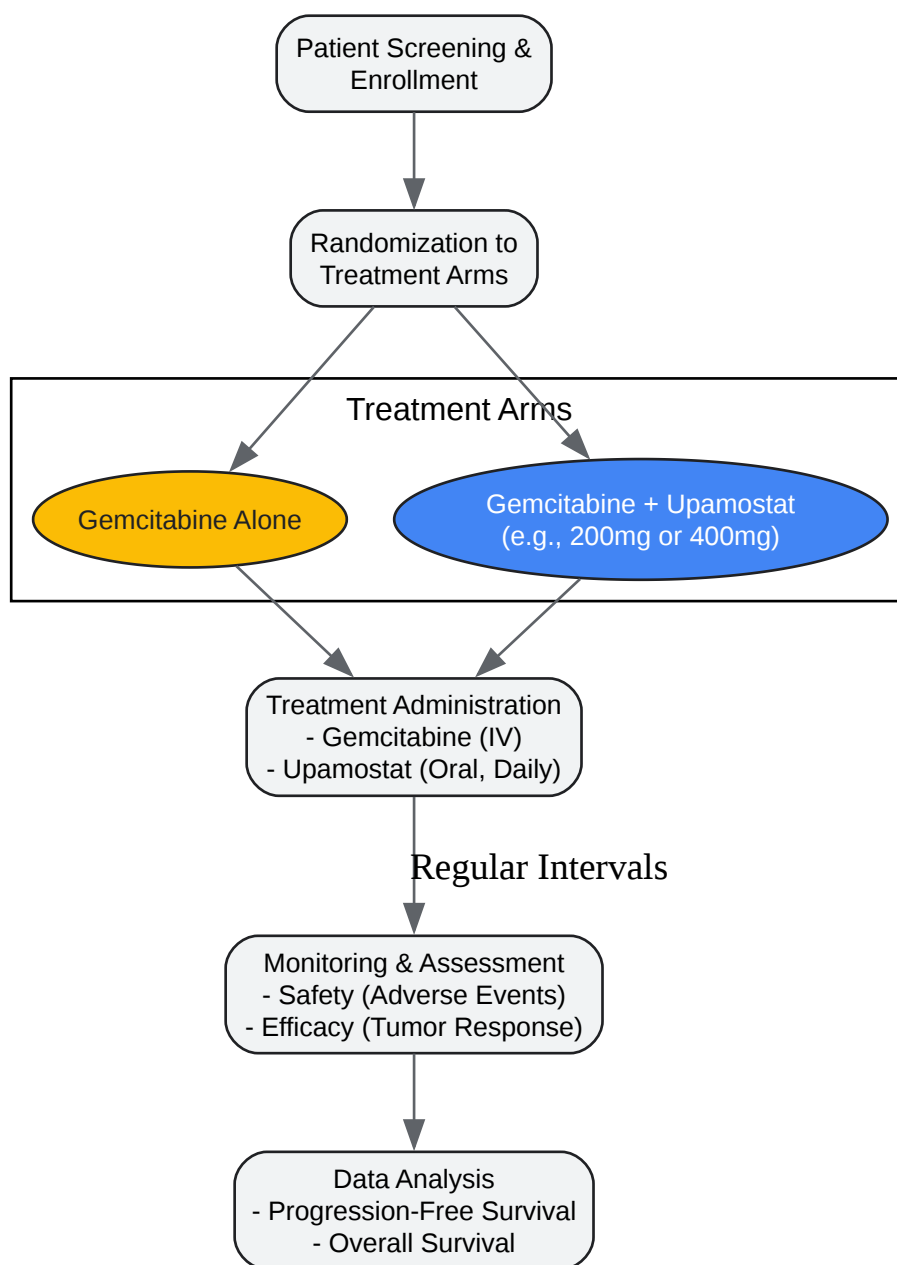 Patient Screening &
Enrollment
Randomization to
Treatment Arms
Treatment Arms
Gemcitabine Alone
Gemcitabine + Upamostat
(e.g., 200mg or 400mg)
Treatment Administration
- Gemcitabine (IV)
- Upamostat (Oral, Daily)
Regular Intervals
Monitoring & Assessment
- Safety (Adverse Events)
- Efficacy (Tumor Response)
Data Analysis
- Progression-Free Survival
- Overall Survival